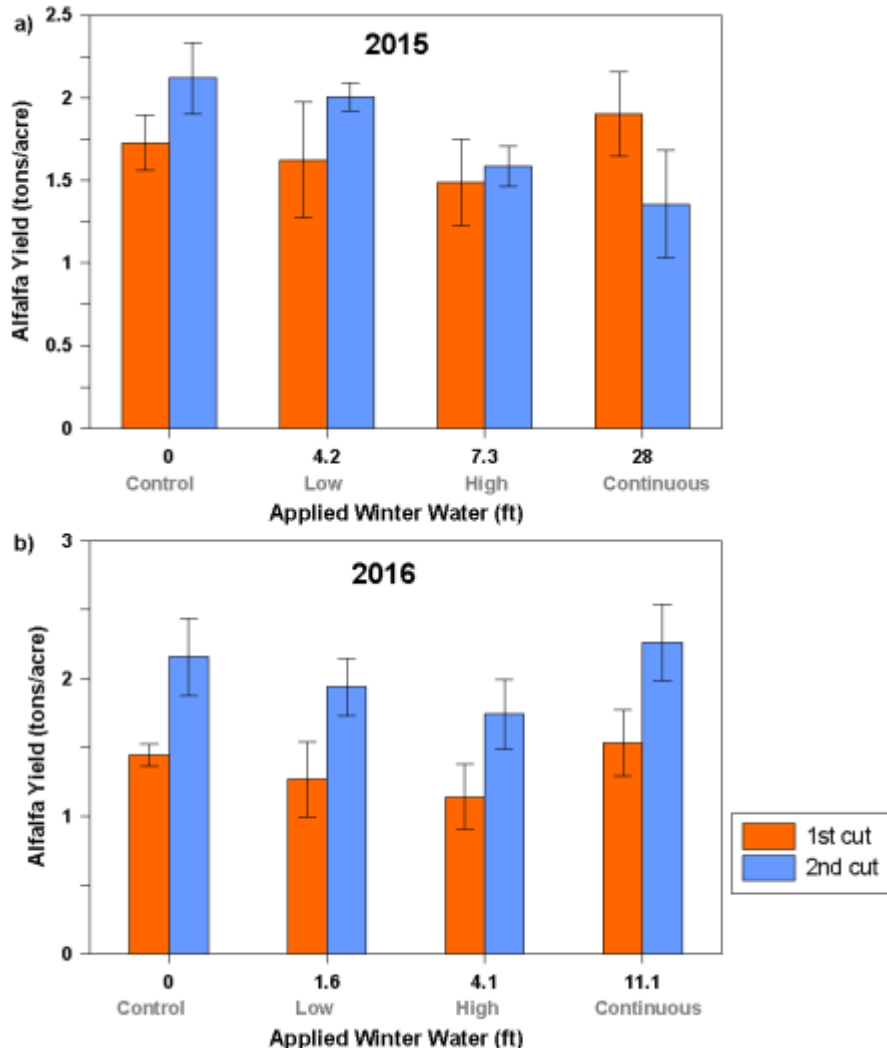 a)
2015
Alfalfa Yield (tons/acre)
2.5
2
1.5
1
0.5
0
0 4.2 7.3 28
Control Low High Continuous
Applied Winter Water (ft)
b)
2016
Alfalfa Yield (tons/acre)
3
2
1
0
0 1.6 4.1 11.1
Control Low High Continuous
Applied Winter Water (ft)
1st cut
2nd cut